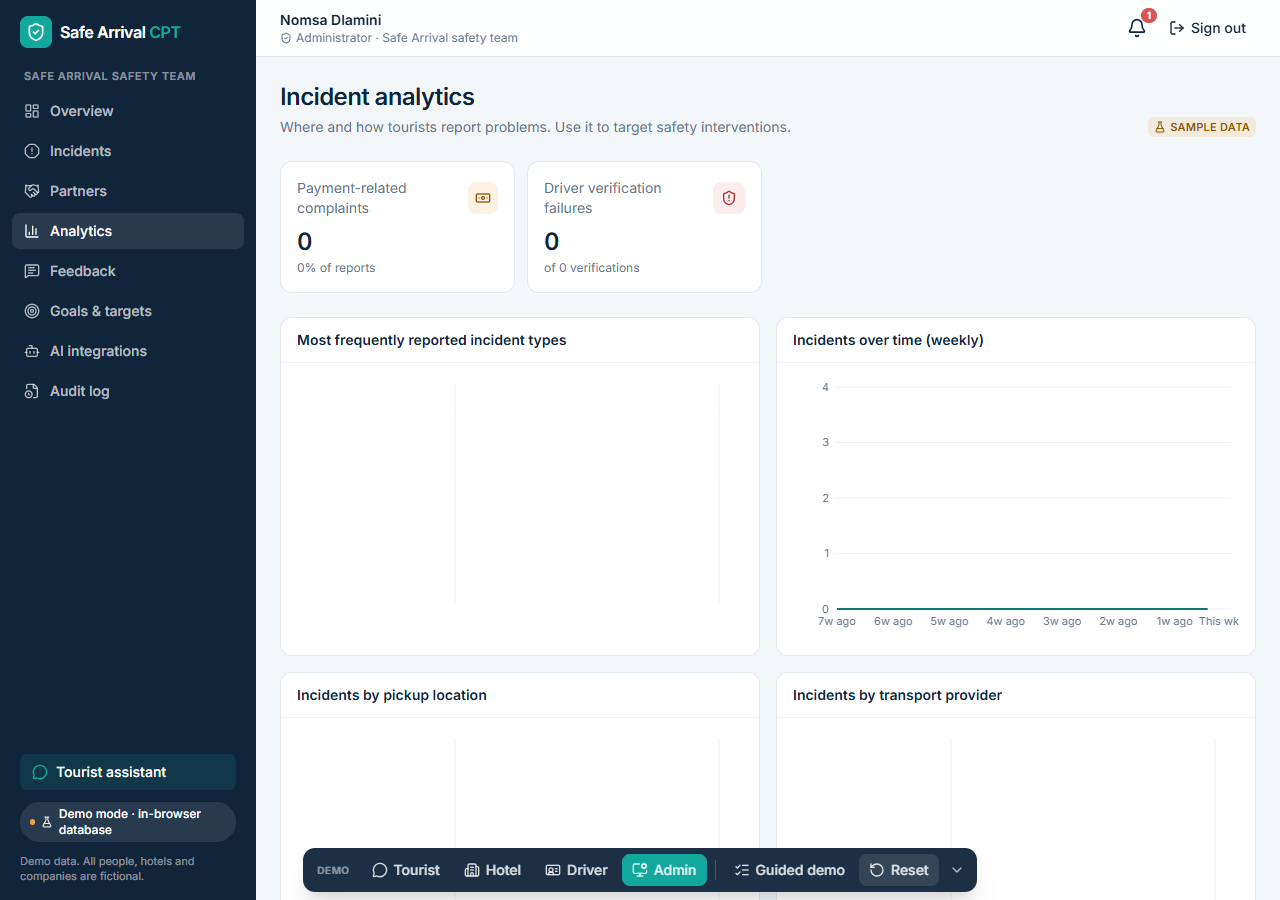 Safe Arrival CPT
SAFE ARRIVAL SAFETY TEAM
Overview
Incidents
Partners
Analytics
Feedback
Goals & targets
AI integrations
Audit log
Tourist assistant
Demo mode · in-browser
database
Demo data. All people, hotels and
companies are fictional.
Nomsa Dlamini
Administrator · Safe Arrival safety team
1
Sign out
Incident analytics
Where and how tourists report problems. Use it to target safety interventions.
SAMPLE DATA
Payment-related
complaints
0
0% of reports
Driver verification
failures
0
of 0 verifications
Most frequently reported incident types
Incidents over time (weekly)
4
3
2
1
0
7w ago 6w ago 5w ago 4w ago 3w ago 2w ago 1w ago This wk
Incidents by pickup location
Incidents by transport provider
DEMO Tourist Hotel Driver Admin Guided demo Reset